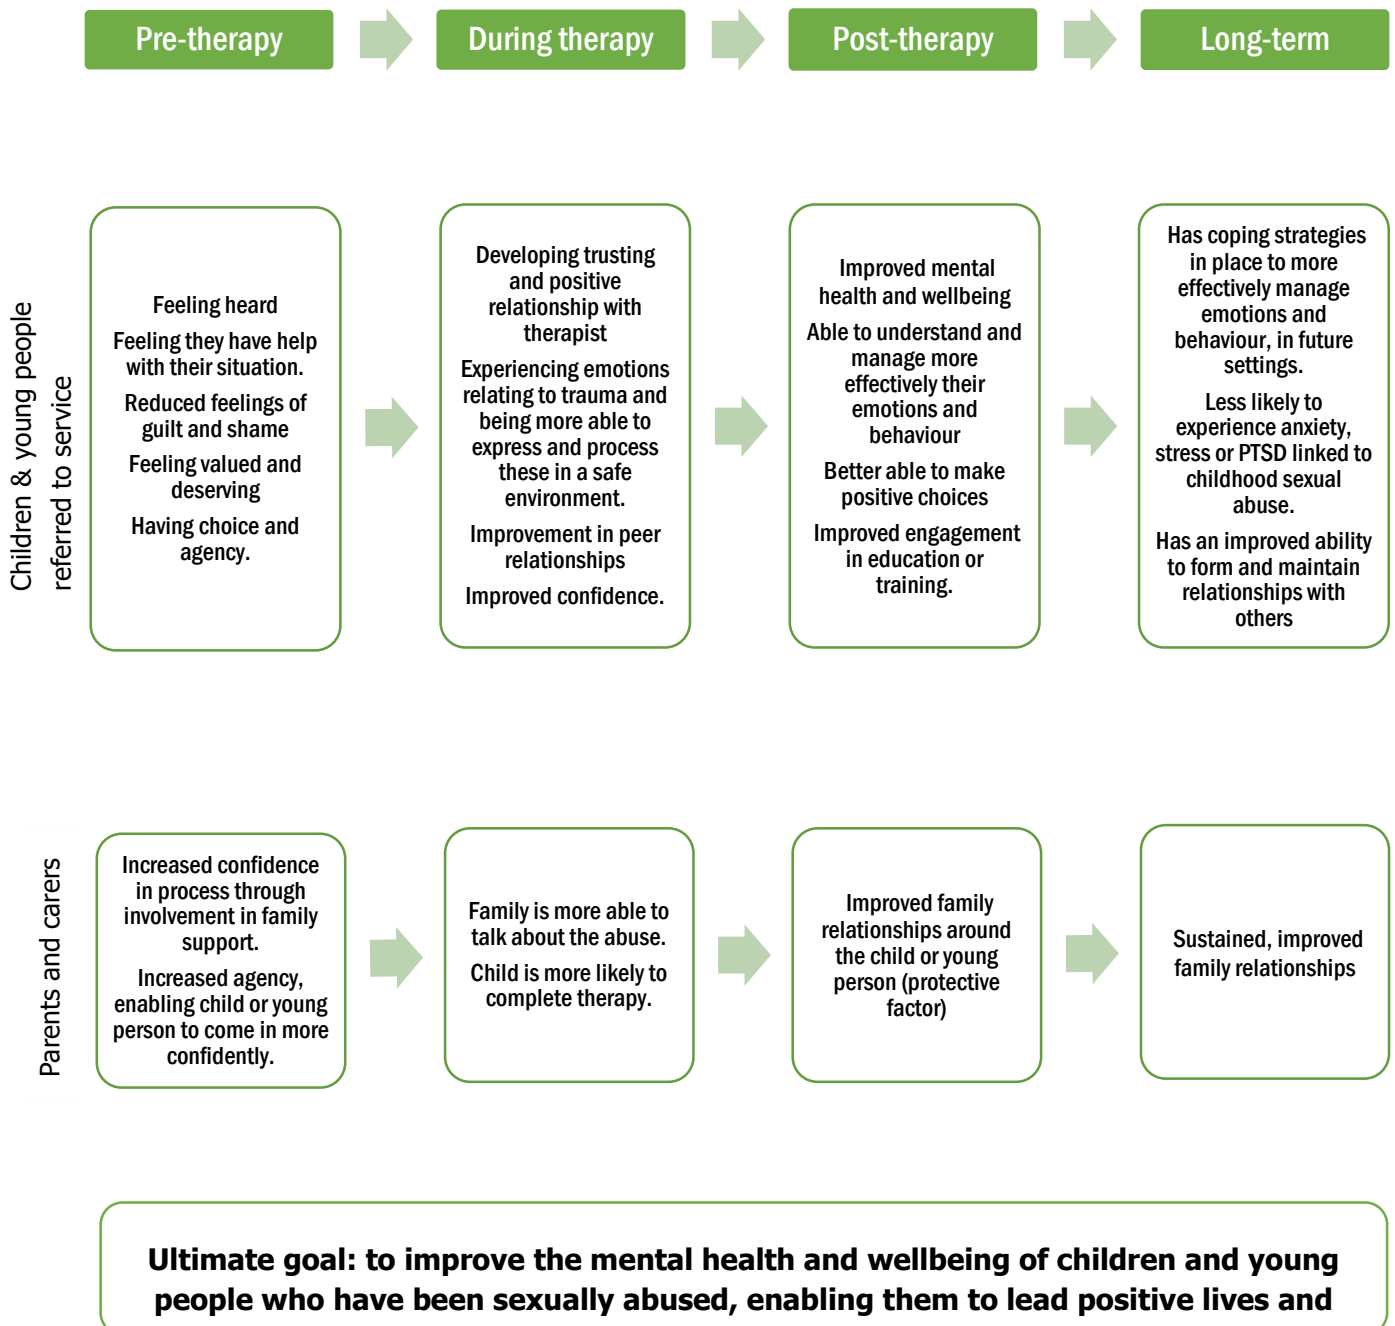 Pre-therapy
During therapy
Post-therapy
Long-term
Children & young people
referred to service
Feeling heard
Feeling they have help
with their situation.
Reduced feelings of
guilt and shame
Feeling valued and
deserving
Having choice and
agency.
Developing trusting
and positive
relationship with
therapist
Experiencing emotions
relating to trauma and
being more able to
express and process
these in a safe
environment.
Improvement in peer
relationships
Improved confidence.
Improved mental
health and wellbeing
Able to understand and
manage more
effectively their
emotions and
behaviour
Better able to make
positive choices
Improved engagement
in education or
training.
Has coping strategies
in place to more
effectively manage
emotions and
behaviour, in future
settings.
Less likely to
experience anxiety,
stress or PTSD linked to
childhood sexual
abuse.
Has an improved ability
to form and maintain
relationships with
others
Parents and carers
Increased confidence
in process through
involvement in family
support.
Increased agency,
enabling child or young
person to come in more
confidently.
Family is more able to
talk about the abuse.
Child is more likely to
complete therapy.
Improved family
relationships around
the child or young
person (protective
factor)
Sustained, improved
family relationships
Ultimate goal: to improve the mental health and wellbeing of children and young
people who have been sexually abused, enabling them to lead positive lives and